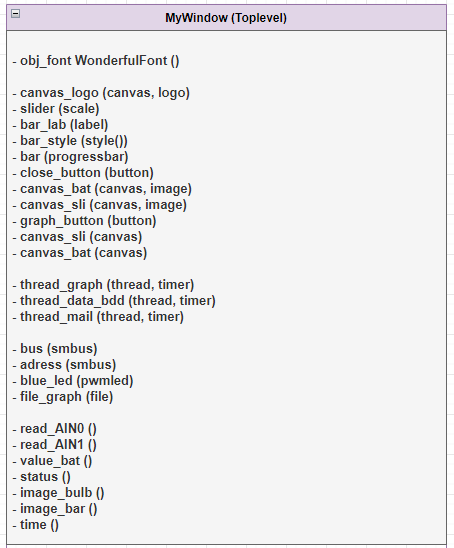 MyWindow (Toplevel)
- obj_font WonderfulFont ()
- canvas_logo (canvas, logo)
- slider (scale)
- bar_lab (label)
- bar_style (style())
- bar (progressbar)
- close_button (button)
- canvas_bat (canvas, image)
- canvas_sli (canvas, image)
- graph_button (button)
- canvas_sli (canvas)
- canvas_bat (canvas)
- thread_graph (thread, timer)
- thread_data_bdd (thread, timer)
- thread_mail (thread, timer)
- bus (smbus)
- adress (smbus)
- blue_led (pwmled)
- file_graph (file)
- read_AIN0 ()
- read_AIN1 ()
- value_bat ()
- status ()
- image_bulb ()
- image_bar ()
- time ()